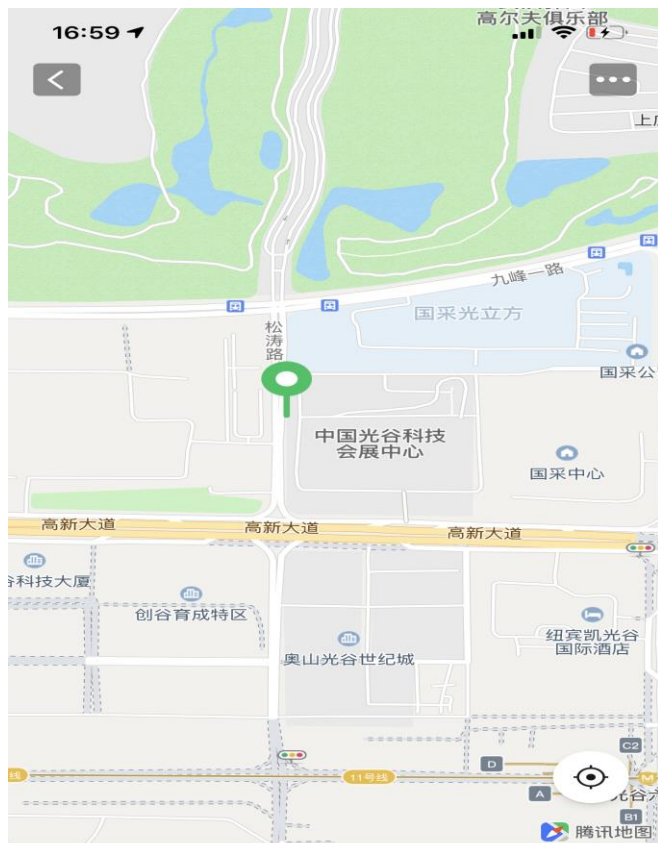 高尔夫俱乐部
16:59
九峰一路
国采光立方
松涛路
国采公
中国光谷科技
会展中心
国采中心
高新大道
高新大道
高新大道
科技大厦
创谷育成特区
纽宾凯光谷
国际酒店
奥山光谷世纪城
C2
D
线
11号线
M
A
B1
腾讯地图